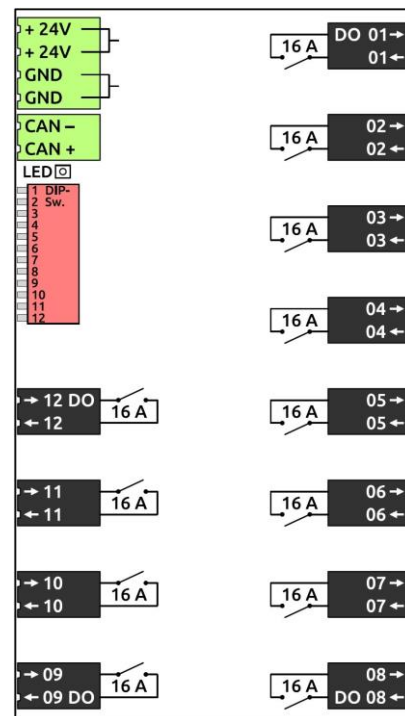 + 24V
+ 24V
GND
GND
CAN –
CAN +
LED
1 DIP-
2 Sw.
3
4
5
6
7
8
9
10
11
12
→ 12 DO
← 12
16 A
→ 11
← 11
16 A
→ 10
← 10
16 A
→ 09
← 09 DO
16 A
16 A
DO 01 →
01 ←
16 A
02 →
02 ←
16 A
03 →
03 ←
16 A
04 →
04 ←
16 A
05 →
05 ←
16 A
06 →
06 ←
16 A
07 →
07 ←
16 A
08 →
DO 08 ←